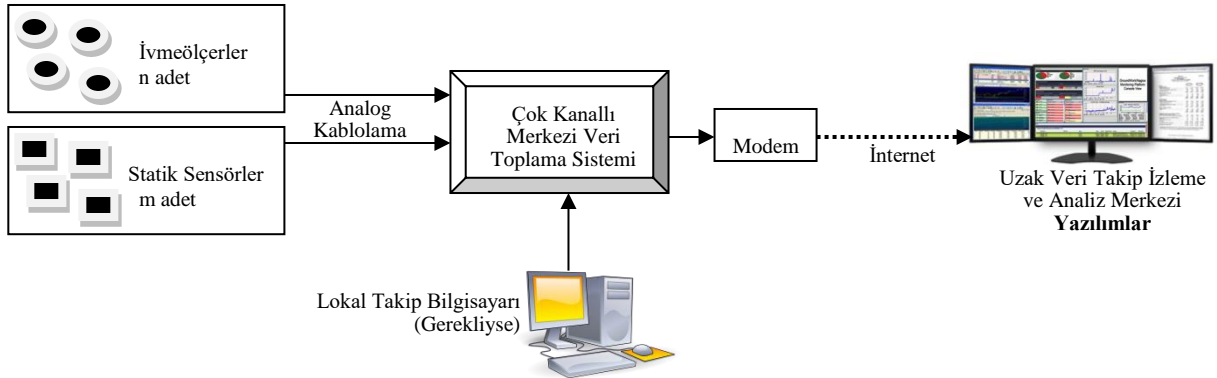 İvmeölçerler
n adet
Analog
Kablolama
Statik Sensörler
m adet
Çok Kanallı
Merkezi Veri
Toplama Sistemi
Modem
İnternet
Uzak Veri Takip İzleme
ve Analiz Merkezi
Yazılımlar
Lokal Takip Bilgisayarı
(Gerekliyse)